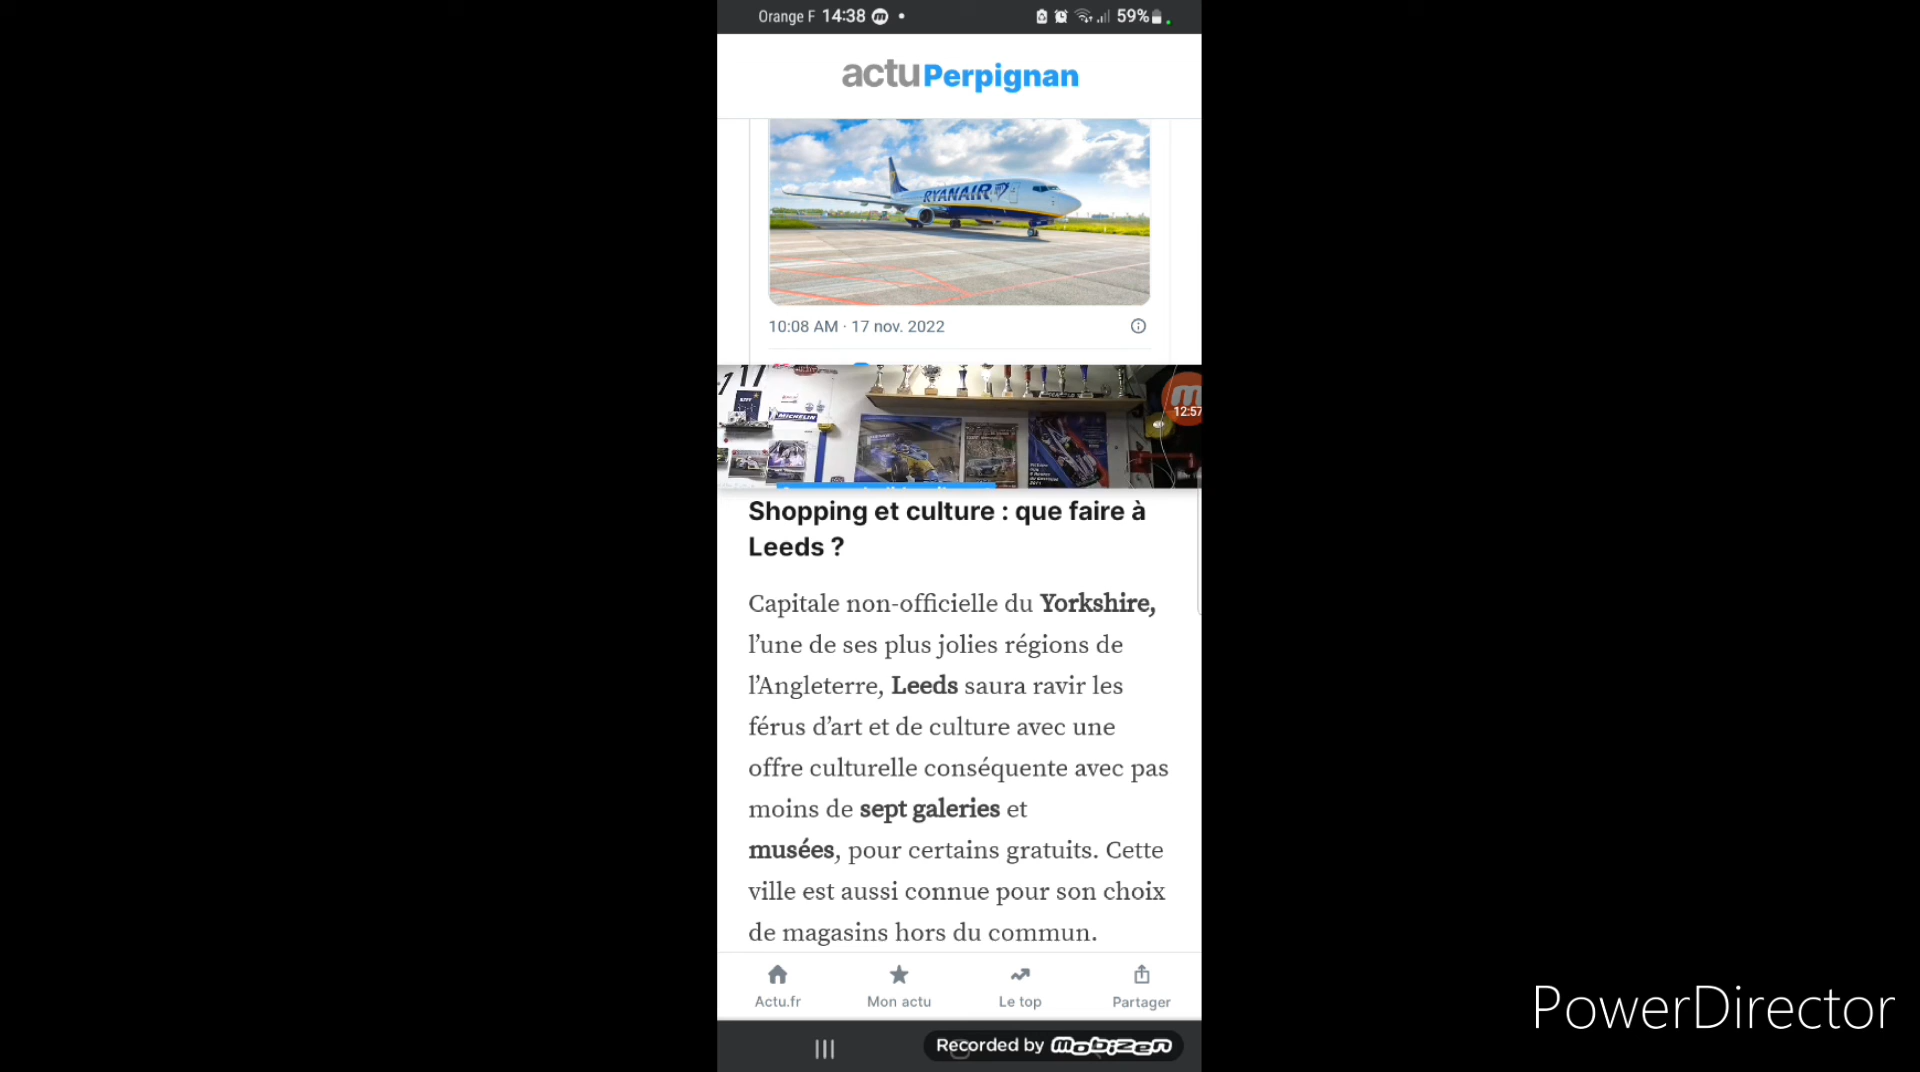 Orange F 14:38
59%
actu Perpignan
RYANAIR
10:08 AM · 17 nov. 2022
MICHELIN
12:57
Shopping et culture : que faire à
Leeds ?
Capitale non-officielle du Yorkshire,
l’une de ses plus jolies régions de
l’Angleterre, Leeds saura ravir les
férus d’art et de culture avec une
offre culturelle conséquente avec pas
moins de sept galeries et
musées, pour certains gratuits. Cette
ville est aussi connue pour son choix
de magasins hors du commun.
Actu.fr
Mon actu
Le top
Partager
Recorded by mobizen
PowerDirector